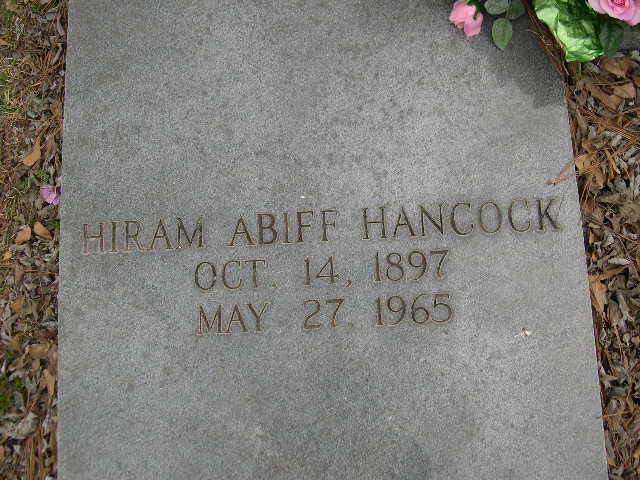 HIRAM ABIFF HANCOCK
OCT. 14, 1897
MAY 27, 1965